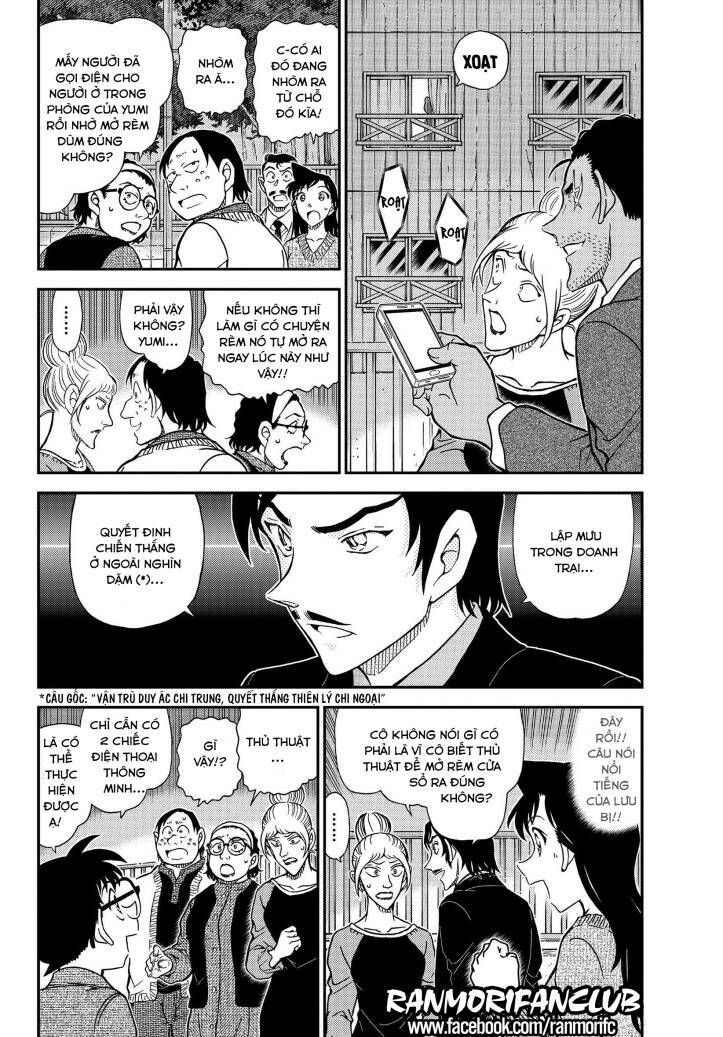 XOẠT
ROẠT
ROẠT
C-CÓ AI
ĐÓ ĐANG
NHÒM RA
TỪ CHỖ
ĐÓ KÌA!
NHÒM
RA À...
MẤY NGƯỜI ĐÃ
GỌI ĐIỆN CHO
NGƯỜI Ở TRONG
PHÒNG CỦA YUMI
RỒI NHỜ MỞ RÈM
DÙM ĐÚNG
KHÔNG?
NẾU KHÔNG THÌ
LÀM GÌ CÓ CHUYỆN
RÈM NÓ TỰ MỞ RA
NGAY LÚC NÀY NHƯ
VẬY!!
PHẢI VẬY
KHÔNG?
YUMI...
......
LẬP MƯU
TRONG DOANH
TRẠI...
QUYẾT ĐỊNH
CHIẾN THẮNG
Ở NGOÀI NGHÌN
DẶM (*)...
*CÂU GỐC: "VẬN TRÙ DUY ÁC CHI TRUNG, QUYẾT THẮNG THIÊN LÝ CHI NGOẠI"
ĐÂY
RỒI!!
CÂU NÓI
NỔI
TIẾNG
CỦA LƯU
BỊ!!
CÔ KHÔNG NÓI GÌ CÓ
PHẢI LÀ VÌ CÔ BIẾT THỦ
THUẬT ĐỂ MỞ RÈM CỬA
SỔ RA ĐÚNG
KHÔNG?
......
THỦ THUẬT
...
GÌ
VẬY!?
CHỈ CẦN CÓ
2 CHIẾC
ĐIỆN THOẠI
THÔNG
MINH...
LÀ CÓ
THỂ
THỰC
HIỆN
ĐƯỢC
Ạ!
RANMORIFANCLUB
www.facebook.com/ranmorifc